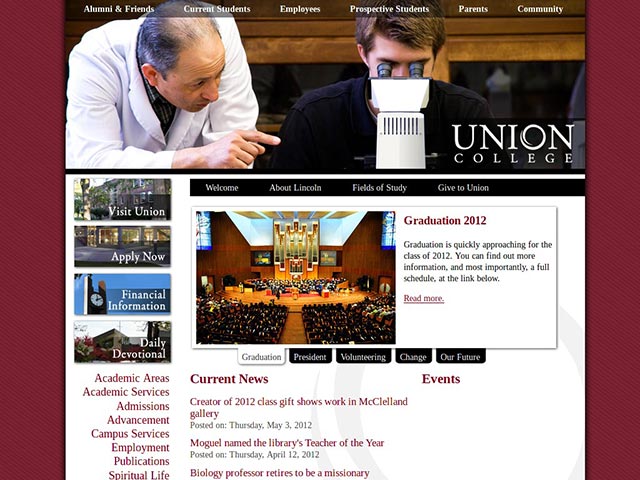 Alumni & Friends Current Students Employees Prospective Students Parents Community
UNION
COLLEGE
Welcome About Lincoln Fields of Study Give to Union
Visit Union
Apply Now
Financial
Information
Daily
Devotional
Academic Areas
Academic Services
Admissions
Advancement
Campus Services
Employment
Publications
Spiritual Life
Graduation 2012
Graduation is quickly approaching for the
class of 2012. You can find out more
information, and most importantly, a full
schedule, at the link below.
Read more.
Graduation President Volunteering Change Our Future
Current News
Creator of 2012 class gift shows work in McClelland
gallery
Posted on: Thursday, May 3, 2012
Moguel named the library's Teacher of the Year
Posted on: Thursday, April 12, 2012
Biology professor retires to be a missionary
Events